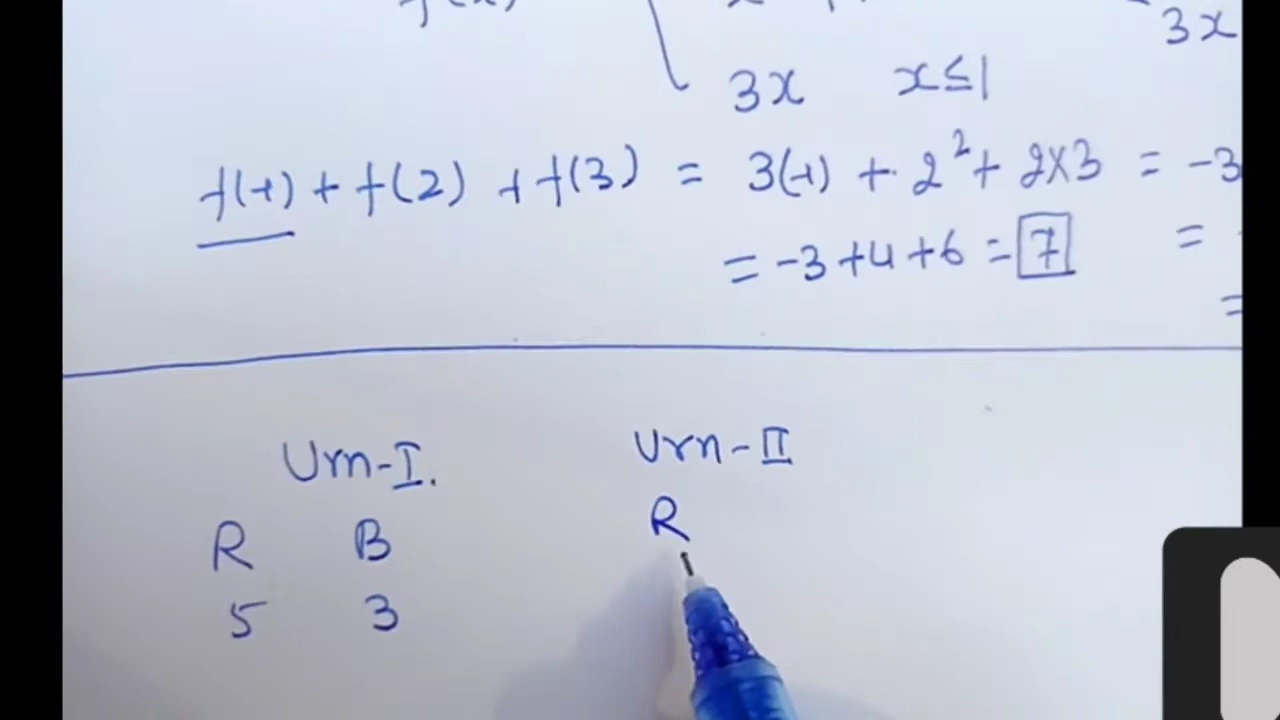 3x
3x x≤1
f(-1) + f(2) + f(3) = 3(-1) + 2² + 2×3 = -3
= -3+4+6 = 7 =
=
Urn-I. Urn-II
R B R
5 3